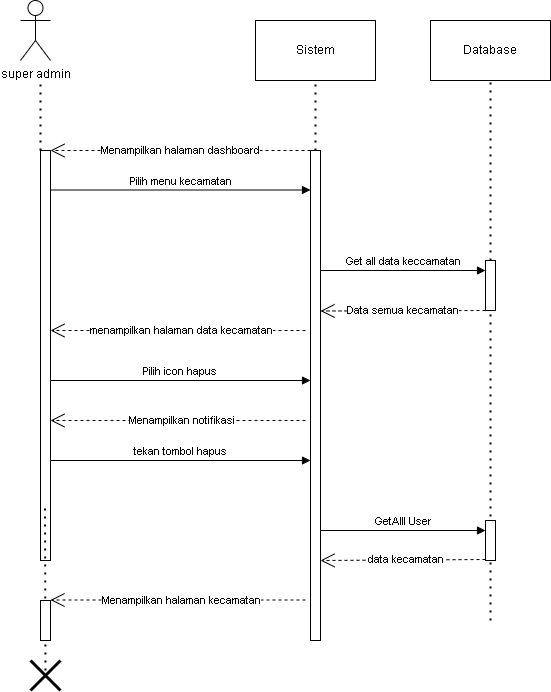 super admin
Sistem
Database
Menampilkan halaman dashboard
Pilih menu kecamatan
Get all data keccamatan
Data semua kecamatan
menampilkan halaman data kecamatan
Pilih icon hapus
Menampilkan notifikasi
tekan tombol hapus
GetAlll User
data kecamatan
Menampilkan halaman kecamatan